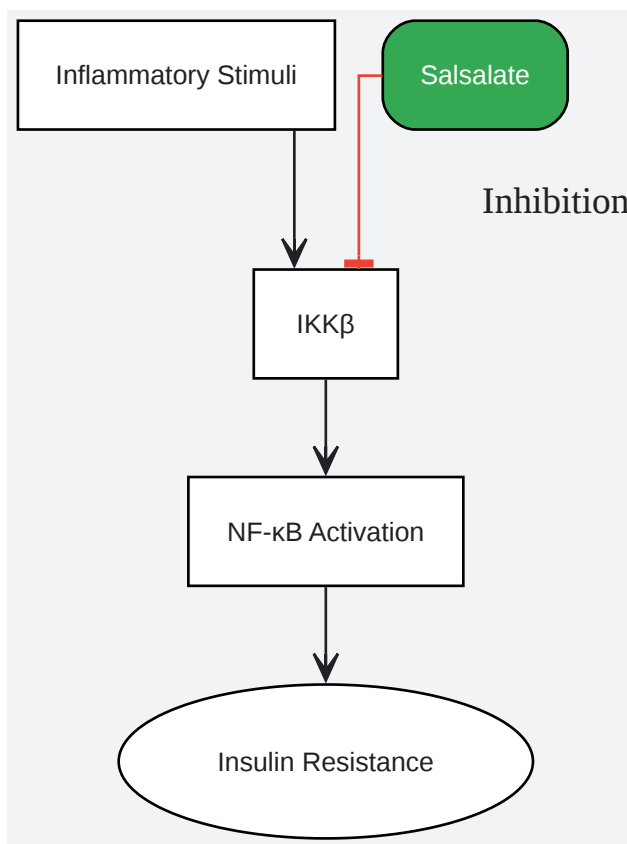 Inflammatory Stimuli
Salsalate
Inhibition
IKKβ
NF-κB Activation
Insulin Resistance